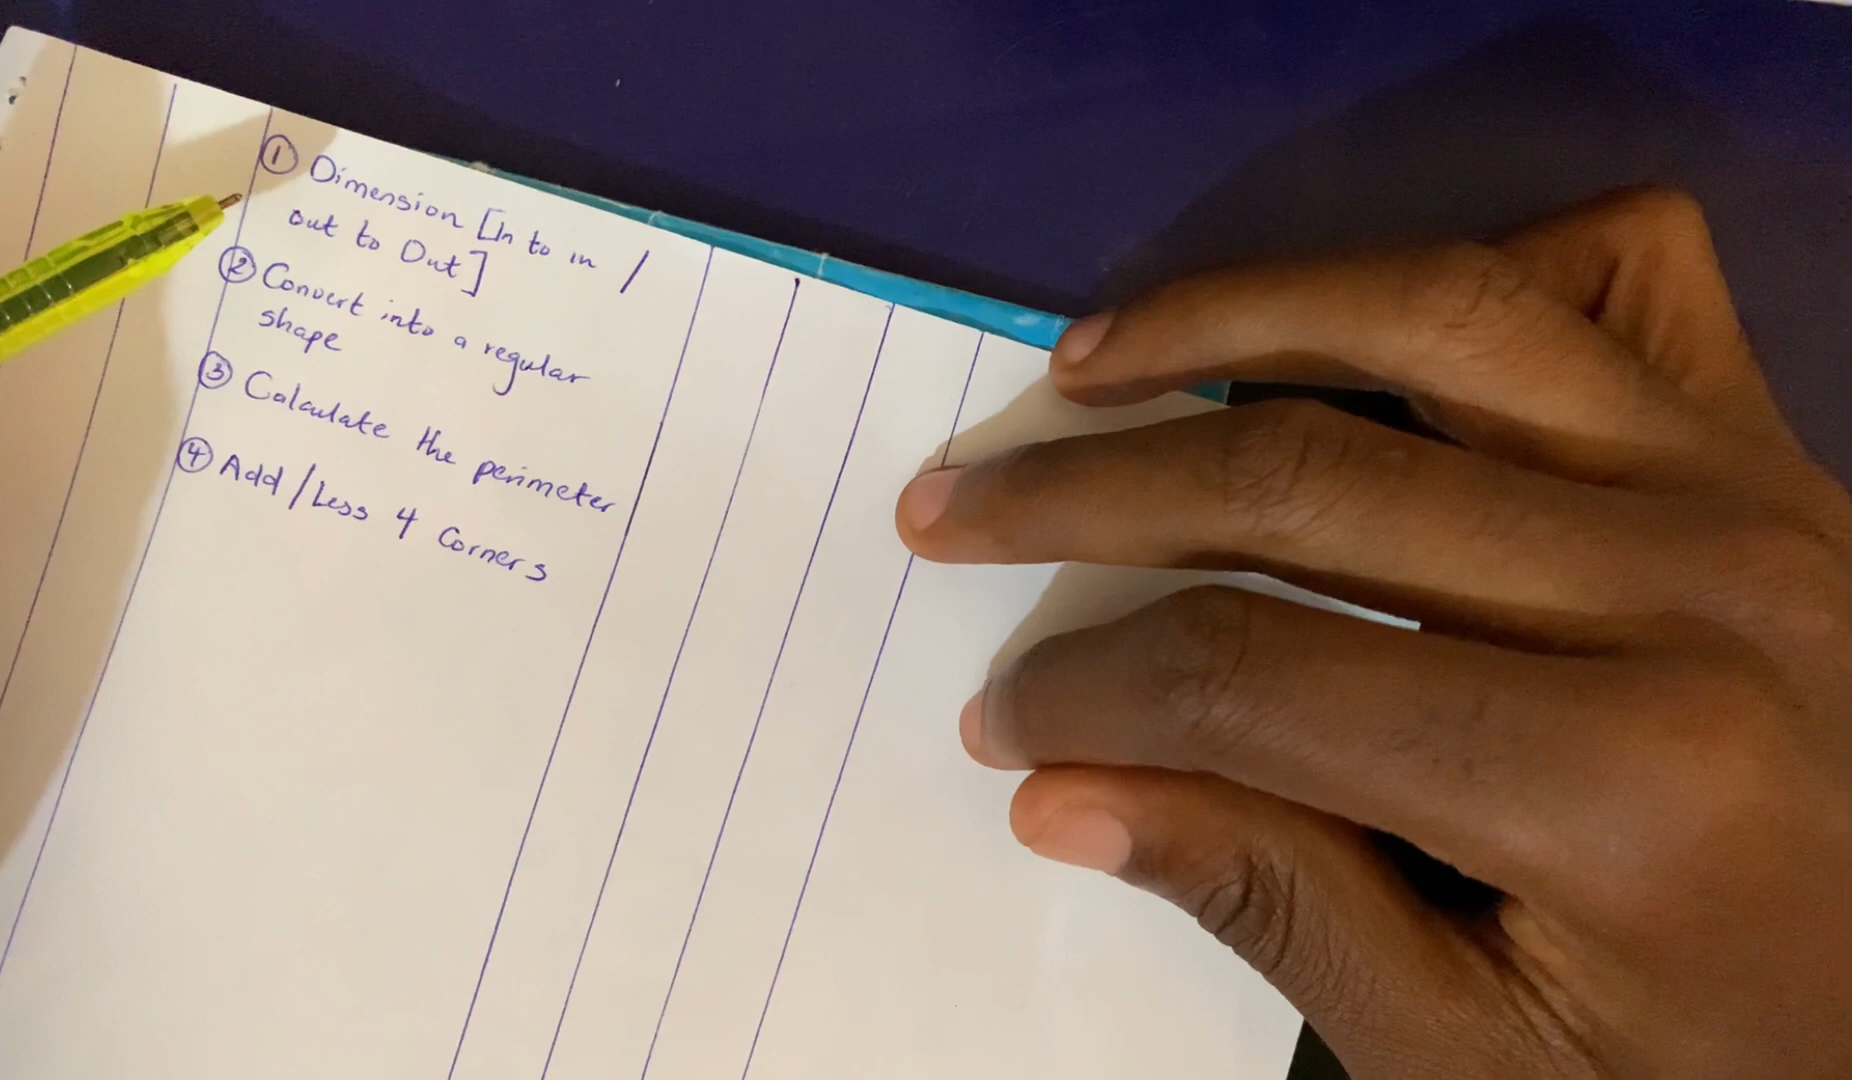 ① Dimension [In to in /
out to Out]
② Convert into a regular
shape
③ Calculate the perimeter
④ Add / Less 4 Corners